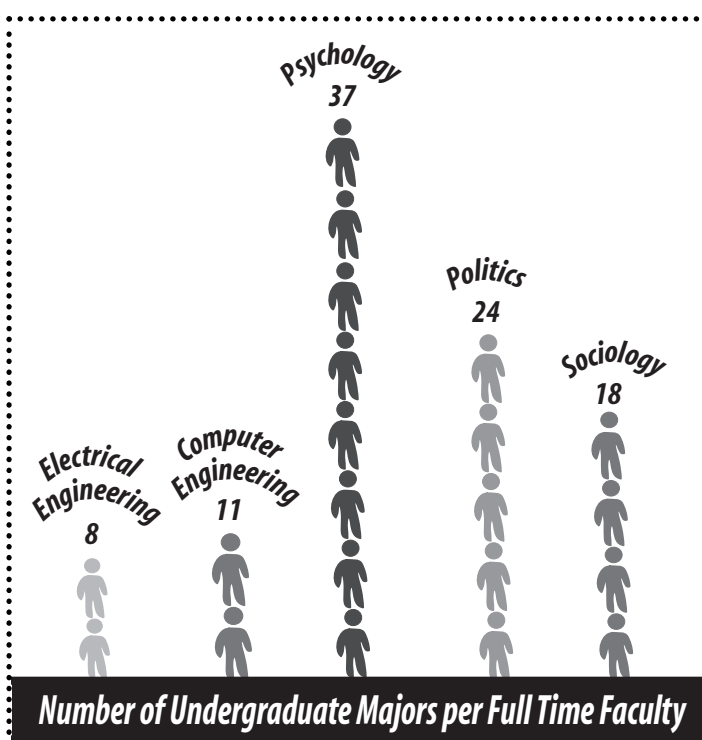 Psychology
37
Politics
24
Sociology
18
Computer
Engineering
11
Electrical
Engineering
8
Number of Undergraduate Majors per Full Time Faculty